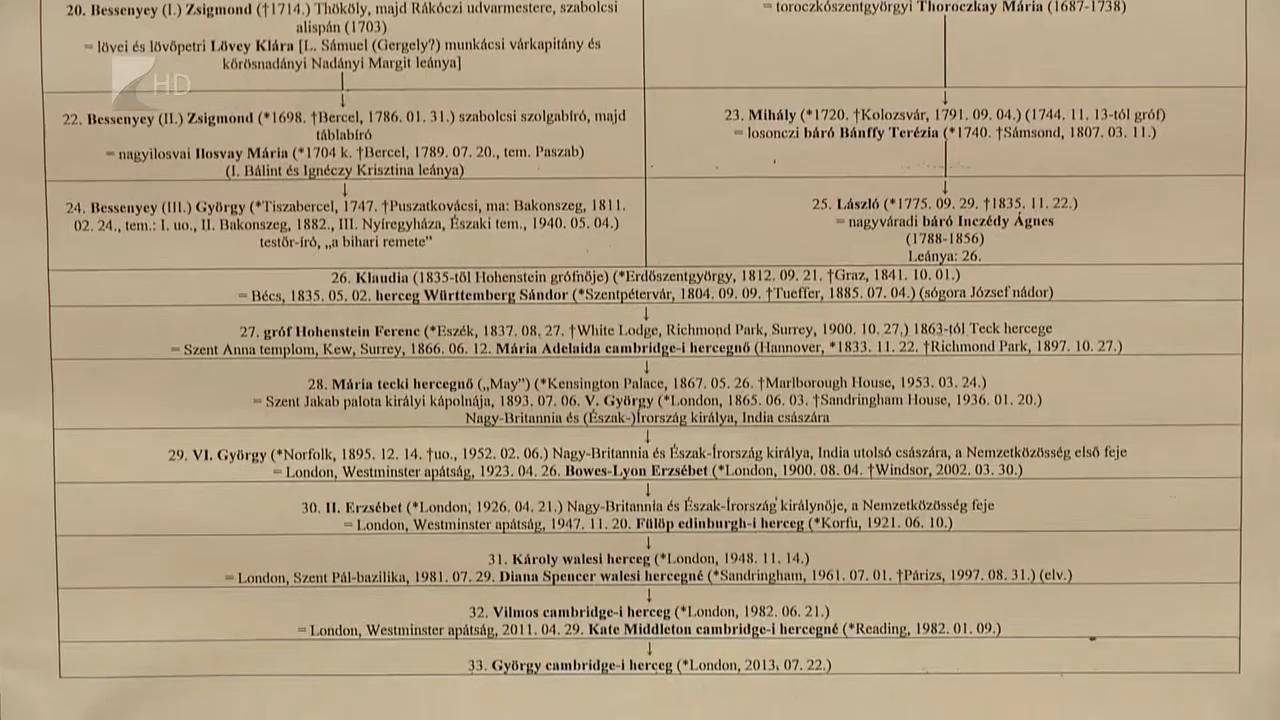 20. Bessenyey (I.) Zsigmond (†1714.) Thököly, majd Rákóczi udvarmestere, szabolcsi
alispán (1703)
= lövei és lövőpetri Lövey Klára [L. Sámuel (Gergely?) munkácsi várkapitány és
körösnadányi Nadányi Margit leánya]
= toroczkószentgyörgyi Thoroczkay Mária (1687-1738)
HD
↓
22. Bessenyey (II.) Zsigmond (*1698. †Bercel, 1786. 01. 31.) szabolcsi szolgabíró, majd
táblabíró
= nagyilosvai Ilosvay Mária (*1704 k. †Bercel, 1789. 07. 20., tem. Paszab)
(I. Bálint és Ignéczy Krisztina leánya)
↓
23. Mihály (*1720. †Kolozsvár, 1791. 09. 04.) (1744. 11. 13-tól gróf)
= losonczi báró Bánffy Terézia (*1740. †Sámsond, 1807. 03. 11.)
↓
24. Bessenyey (III.) György (*Tiszabercel, 1747. †Puszatkovácsi, ma: Bakonszeg, 1811.
02. 24., tem.: I. uo., II. Bakonszeg, 1882., III. Nyíregyháza, Északi tem., 1940. 05. 04.)
testőr-író, „a bihari remete”
↓
25. László (*1775. 09. 29. †1835. 11. 22.)
= nagyváradi báró Inczédy Ágnes
(1788-1856)
Leánya: 26.
26. Klaudia (1835-től Hohenstein grófnője) (*Erdőszentgyörgy, 1812. 09. 21. †Graz, 1841. 10. 01.)
= Bécs, 1835. 05. 02. herceg Württemberg Sándor (*Szentpétervár, 1804. 09. 09. †Tueffer, 1885. 07. 04.) (sógora József nádor)
↓
27. gróf Hohenstein Ferenc (*Eszék, 1837. 08. 27. †White Lodge, Richmond Park, Surrey, 1900. 10. 27.) 1863-tól Teck hercege
= Szent Anna templom, Kew, Surrey, 1866. 06. 12. Mária Adelaida cambridge-i hercegnő (Hannover, *1833. 11. 22. †Richmond Park, 1897. 10. 27.)
↓
28. Mária tecki hercegnő („May”) (*Kensington Palace, 1867. 05. 26. †Marlborough House, 1953. 03. 24.)
= Szent Jakab palota királyi kápolnája, 1893. 07. 06. V. György (*London, 1865. 06. 03. †Sandringham House, 1936. 01. 20.)
Nagy-Britannia és (Észak-)Írország királya, India császára
↓
29. VI. György (*Norfolk, 1895. 12. 14. †uo., 1952. 02. 06.) Nagy-Britannia és Észak-Írország királya, India utolsó császára, a Nemzetközösség első feje
= London, Westminster apátság, 1923. 04. 26. Bowes-Lyon Erzsébet (*London, 1900. 08. 04. †Windsor, 2002. 03. 30.)
↓
30. II. Erzsébet (*London, 1926. 04. 21.) Nagy-Britannia és Észak-Írország királynője, a Nemzetközösség feje
= London, Westminster apátság, 1947. 11. 20. Fülöp edinburgh-i herceg (*Korfu, 1921. 06. 10.)
↓
31. Károly walesi herceg (*London, 1948. 11. 14.)
= London, Szent Pál-bazilika, 1981. 07. 29. Diana Spencer walesi hercegné (*Sandringham, 1961. 07. 01. †Párizs, 1997. 08. 31.) (elv.)
↓
32. Vilmos cambridge-i herceg (*London, 1982. 06. 21.)
= London, Westminster apátság, 2011. 04. 29. Kate Middleton cambridge-i hercegné (*Reading, 1982. 01. 09.)
↓
33. György cambridge-i herceg (*London, 2013. 07. 22.)